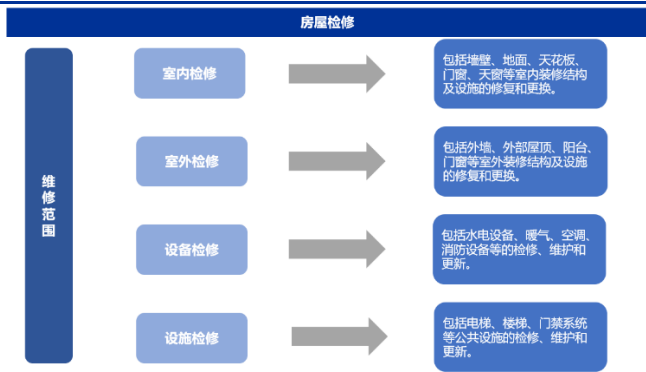 房屋检修
维修范围
室内检修
包括墙壁、地面、天花板、
门窗、天窗等室内装修结构
及设施的修复和更换。
室外检修
包括外墙、外部屋顶、阳台、
门窗等室外装修结构及设施
的修复和更换。
设备检修
包括水电设备、暖气、空调、
消防设备等的检修、维护和
更新。
设施检修
包括电梯、楼梯、门禁系统
等公共设施的检修、维护和
更新。